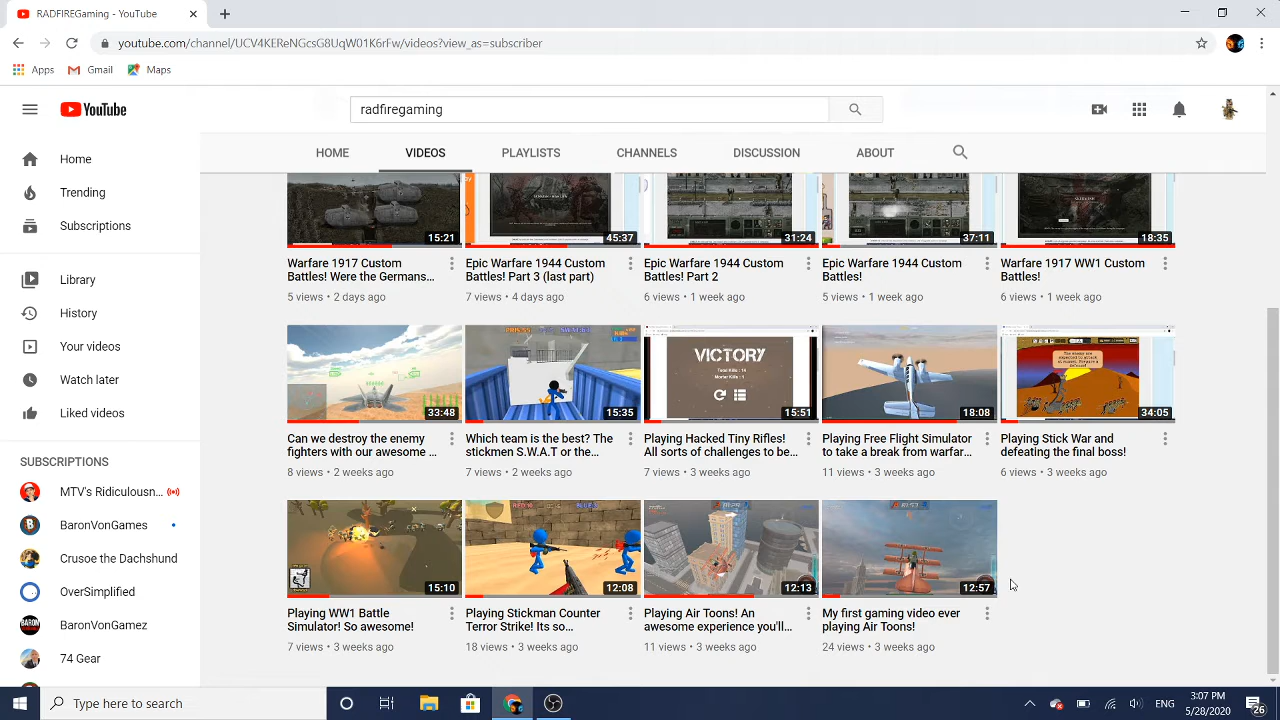 RADFIREGaming - YouTube
youtube.com/channel/UCV4KEReNGcsG8UqW01K6rFw/videos?view_as=subscriber
Apps Gmail Maps
YouTube
radfiregaming
HOME VIDEOS PLAYLISTS CHANNELS DISCUSSION ABOUT
Home
Trending
Subscriptions
Library
History
Your videos
Watch later
Liked videos
SUBSCRIPTIONS
MTV's Ridiculousn...
BaronVonGames
Crusoe the Dachshund
OverSimplified
BaronVonGamez
74 Gear
15:21 45:37 31:24 37:11 18:35
Warfare 1917 Custom
Battles! Were the Germans...
5 views • 2 days ago
Epic Warfare 1944 Custom
Battles! Part 3 (last part)
7 views • 4 days ago
Epic Warfare 1944 Custom
Battles! Part 2
6 views • 1 week ago
Epic Warfare 1944 Custom
Battles!
5 views • 1 week ago
Warfare 1917 WW1 Custom
Battles!
6 views • 1 week ago
VICTORY
33:48 15:35 15:51 18:08 34:05
Can we destroy the enemy
fighters with our awesome ...
8 views • 2 weeks ago
Which team is the best? The
stickmen S.W.A.T or the...
7 views • 2 weeks ago
Playing Hacked Tiny Rifles!
All sorts of challenges to be...
7 views • 3 weeks ago
Playing Free Flight Simulator
to take a break from warfar...
11 views • 3 weeks ago
Playing Stick War and
defeating the final boss!
6 views • 3 weeks ago
15:10 12:08 12:13 12:57
Playing WW1 Battle
Simulator! So awesome!
7 views • 3 weeks ago
Playing Stickman Counter
Terror Strike! Its so...
18 views • 3 weeks ago
Playing Air Toons! An
awesome experience you'll...
11 views • 3 weeks ago
My first gaming video ever
playing Air Toons!
24 views • 3 weeks ago
Type here to search
ENG
3:07 PM
5/28/2020
26